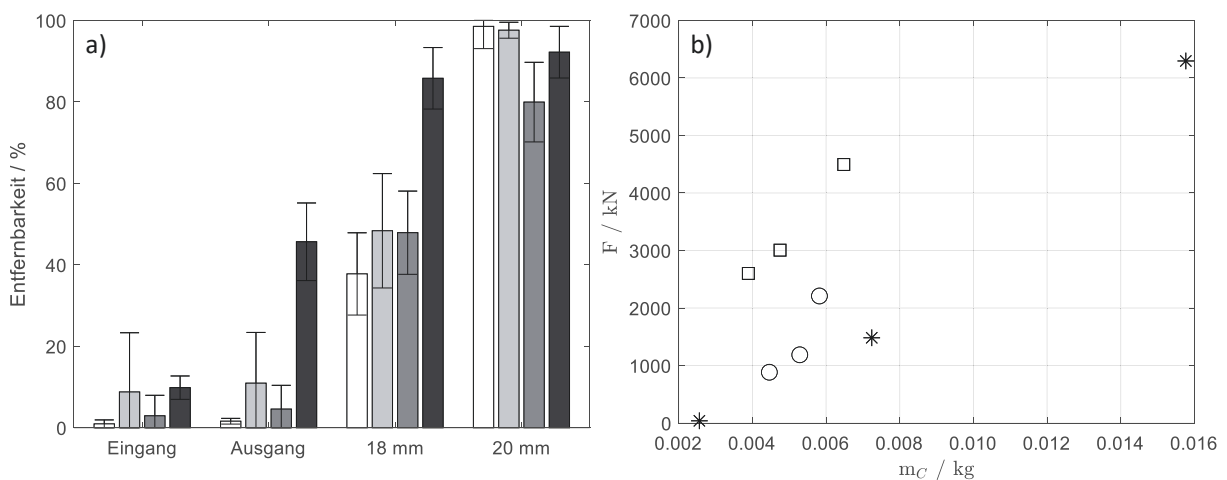 a)
Entfernbarkeit / %
100
80
60
40
20
0
Eingang Ausgang 18 mm 20 mm
b)
F / kN
7000
6000
5000
4000
3000
2000
1000
0
0.002 0.004 0.006 0.008 0.010 0.012 0.014 0.016
m_C / kg